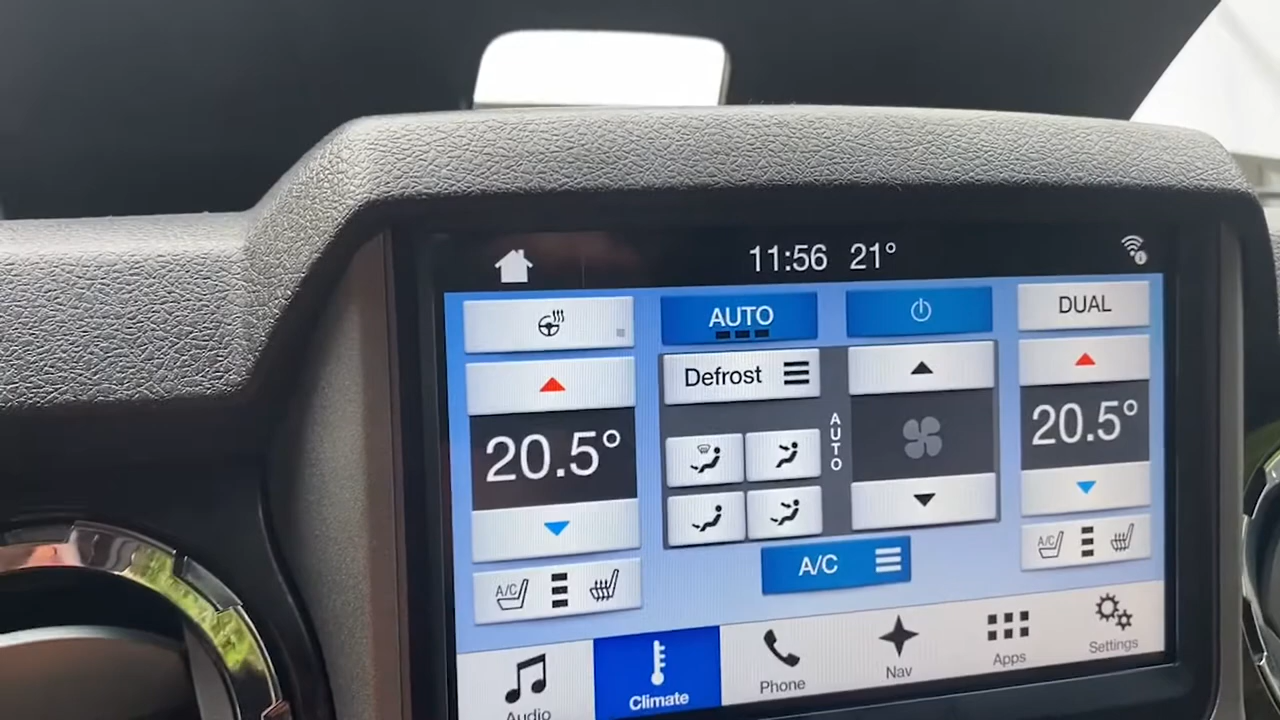 11:56 21°
AUTO
DUAL
Defrost
20.5°
AUTO
20.5°
A/C
A/C
A/C
Audio
Climate
Phone
Nav
Apps
Settings